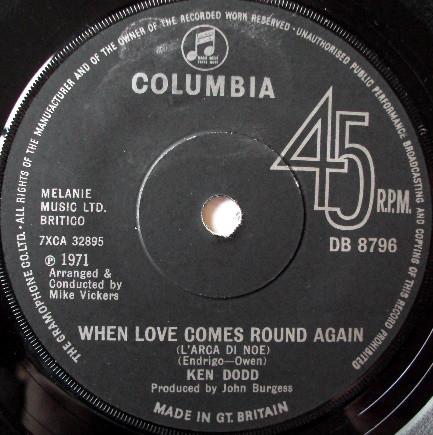 ALL RIGHTS OF THE MANUFACTURER AND OF THE OWNER OF THE RECORDED WORK RESERVED·UNAUTHORISED PUBLIC PERFORMANCE BROADCASTING AND COPYING OF THIS RECORD PROHIBITED
THE GRAMOPHONE CO. LTD.
COLUMBIA
45
R.P.M.
MELANIE
MUSIC LTD.
BRITICO
7XCA 32895
DB 8796
℗ 1971
Arranged &
Conducted by
Mike Vickers
WHEN LOVE COMES ROUND AGAIN
(L'ARCA DI NOE)
(Endrigo—Owen)
KEN DODD
Produced by John Burgess
MADE IN GT. BRITAIN